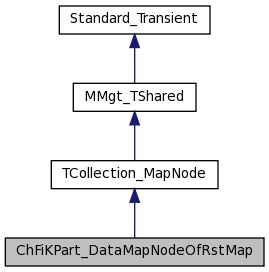 Standard_Transient
MMgt_TShared
TCollection_MapNode
ChFiKPart_DataMapNodeOfRstMap